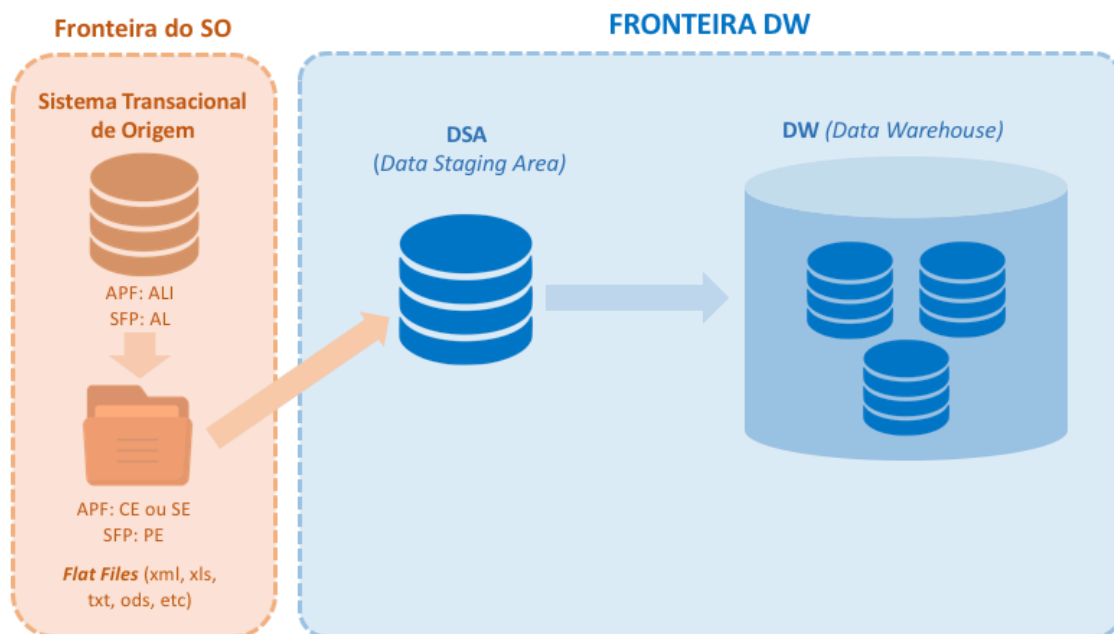 Fronteira do SO
FRONTEIRA DW
Sistema Transacional
de Origem
APF: ALI
SFP: AL
APF: CE ou SE
SFP: PE
Flat Files (xml, xls,
txt, ods, etc)
DSA
(Data Staging Area)
DW (Data Warehouse)